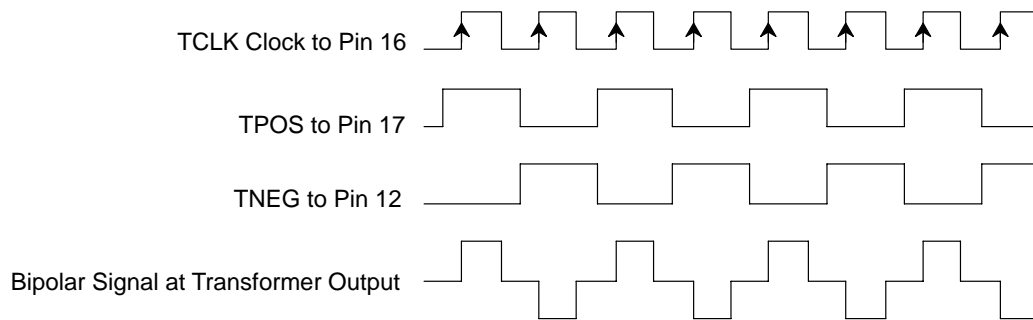 TCLK Clock to Pin 16
TPOS to Pin 17
TNEG to Pin 12
Bipolar Signal at Transformer Output